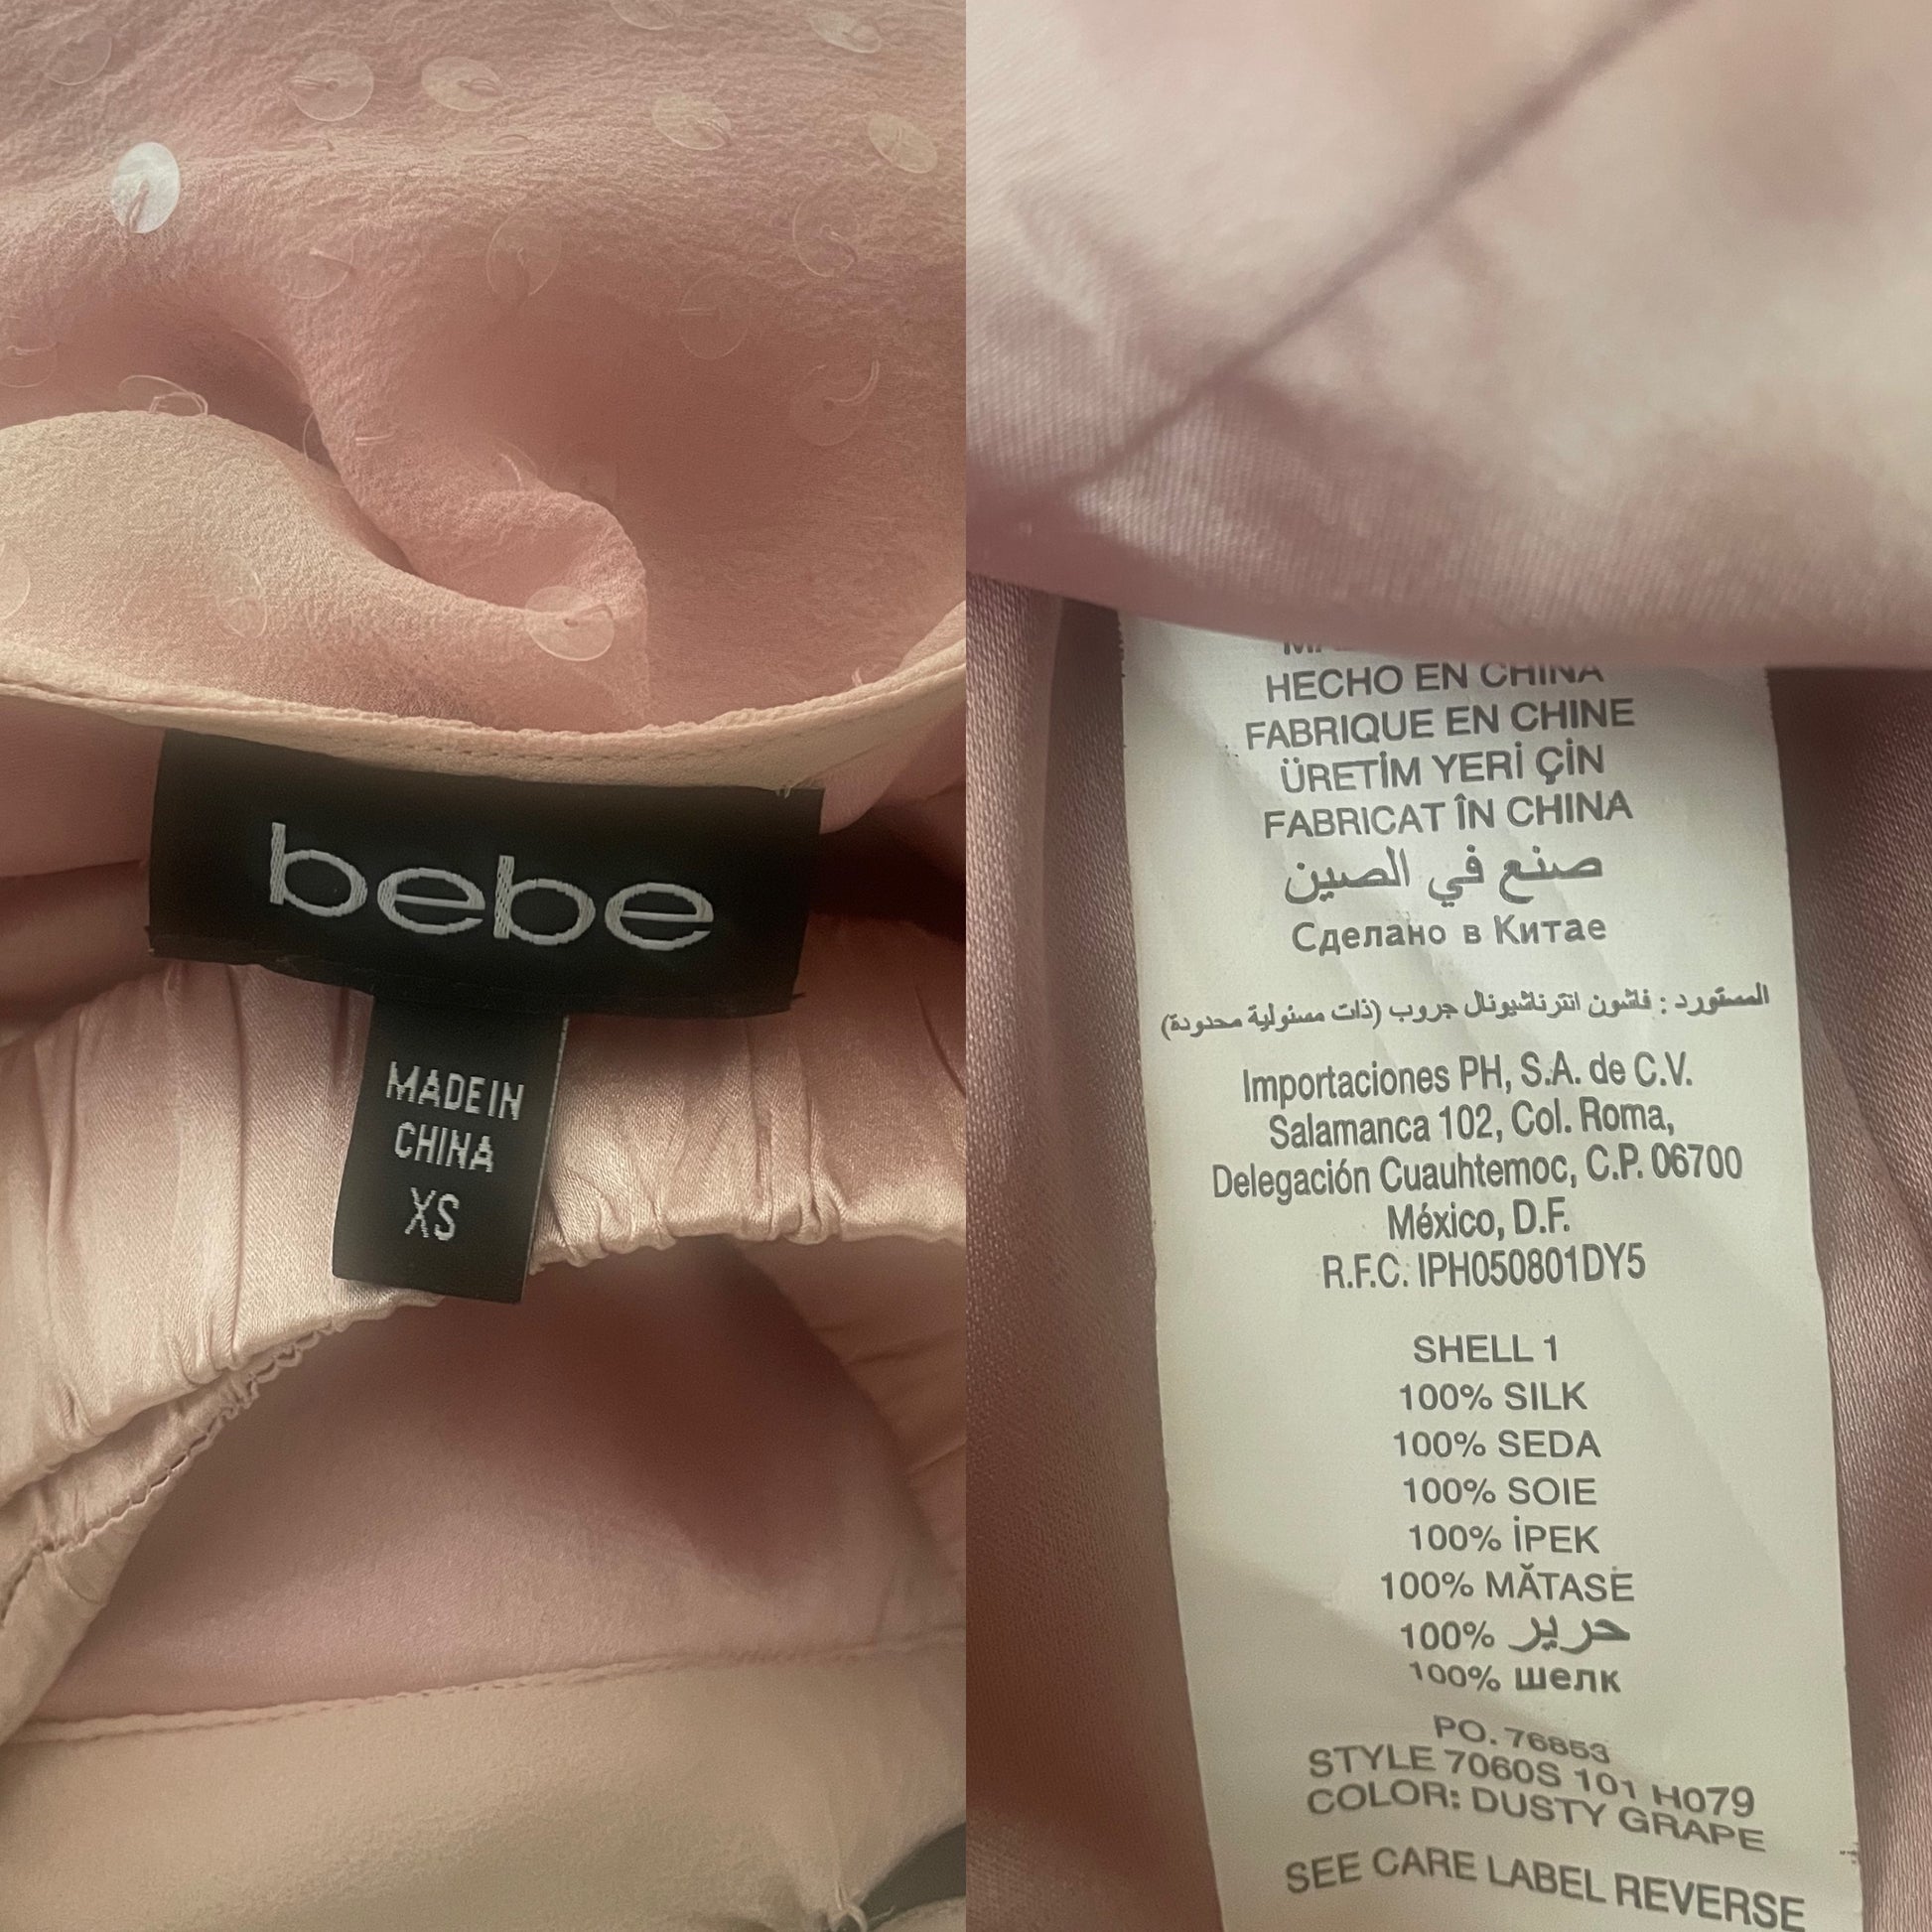 bebe
MADE IN
CHINA
XS
HECHO EN CHINA
FABRIQUE EN CHINE
ÜRETİM YERİ ÇİN
FABRICAT ÎN CHINA
صنع في الصين
Сделано в Китае
المستورد : فاشون انترناشيونال جروب (ذات مسئولية محدودة)
Importaciones PH, S.A. de C.V.
Salamanca 102, Col. Roma,
Delegación Cuauhtemoc, C.P. 06700
México, D.F.
R.F.C. IPH050801DY5
SHELL 1
100% SILK
100% SEDA
100% SOIE
100% İPEK
100% MĂTASE
100% حرير
100% шелк
PO. 76853
STYLE 7060S 101 H079
COLOR: DUSTY GRAPE
SEE CARE LABEL REVERSE